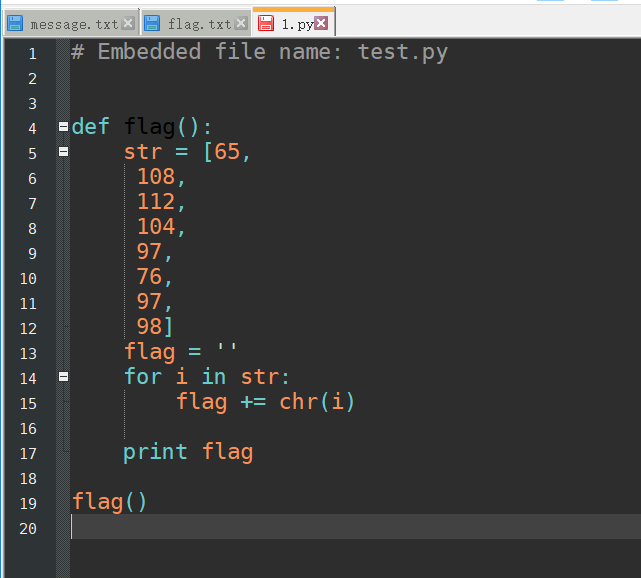 message.txt flag.txt 1.py
1 # Embedded file name: test.py
2
3
4 def flag():
5 str = [65,
6 108,
7 112,
8 104,
9 97,
10 76,
11 97,
12 98]
13 flag = ''
14 for i in str:
15 flag += chr(i)
16
17 print flag
18
19 flag()
20